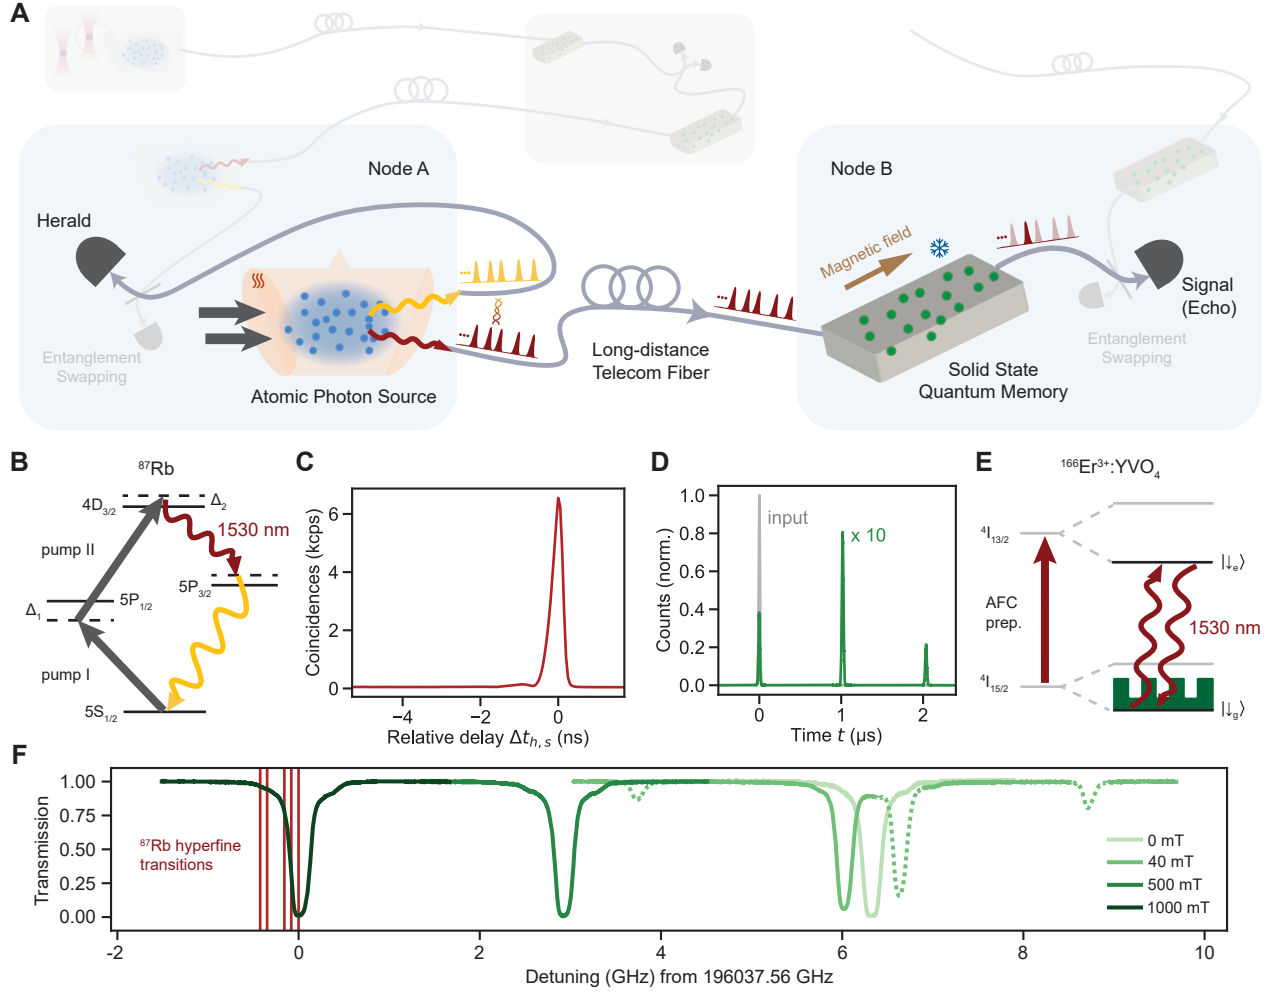 A
Node A
Node B
Herald
Magnetic field
Signal
(Echo)
Entanglement
Swapping
Atomic Photon Source
Long-distance
Telecom Fiber
Solid State
Quantum Memory
Entanglement
Swapping
B
⁸⁷Rb
4D₃/₂
Δ₂
1530 nm
pump II
5P₃/₂
5P₁/₂
Δ₁
pump I
5S₁/₂
C
Coincidences (kcps)
6
4
2
0
−4
−2
0
Relative delay Δtₕ,ₛ (ns)
D
Counts (norm.)
1.0
0.8
0.6
0.4
0.2
0.0
input
x 10
0
1
2
Time t (μs)
E
¹⁶⁶Er³⁺:YVO₄
⁴I₁₃/₂
|↓ₑ⟩
AFC
prep.
1530 nm
⁴I₁₅/₂
|↓g⟩
F
Transmission
1.00
0.75
0.50
0.25
0.00
⁸⁷Rb hyperfine
transitions
0 mT
40 mT
500 mT
1000 mT
-2
0
2
4
6
8
10
Detuning (GHz) from 196037.56 GHz